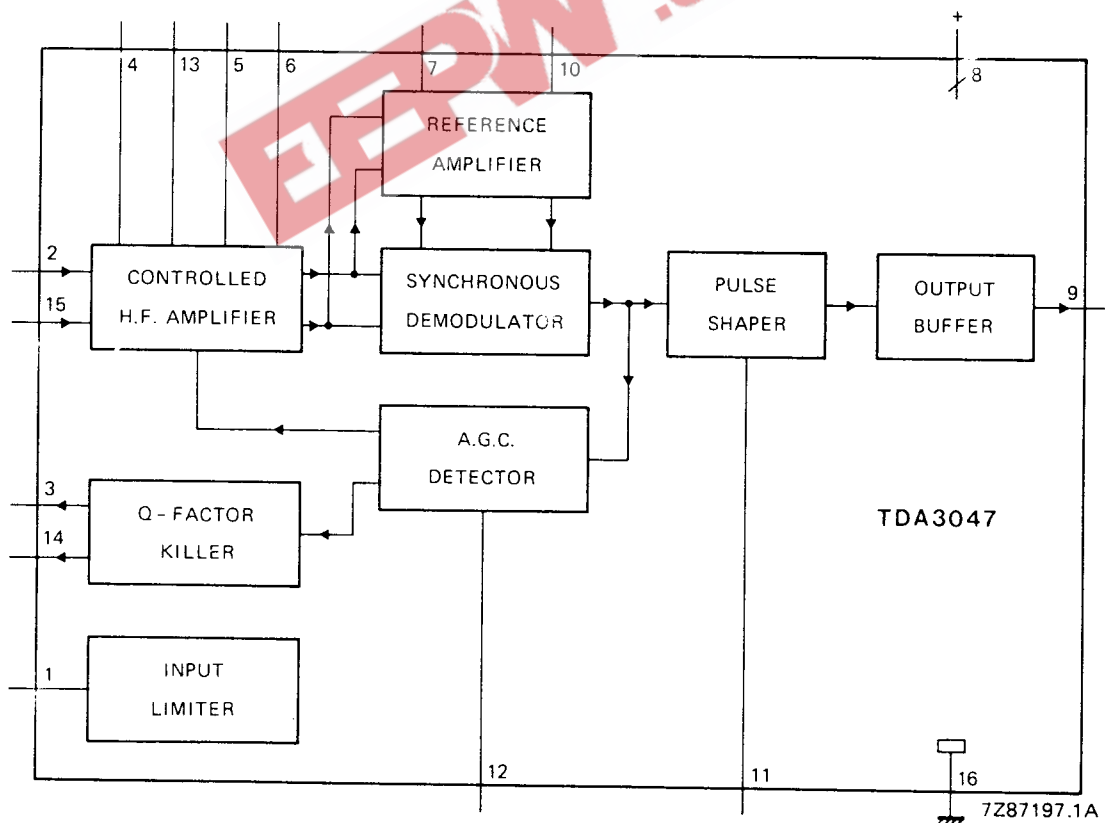 +
4 13 5 6 7 10 8
REFERENCE
AMPLIFIER
2
15
CONTROLLED
H.F. AMPLIFIER
SYNCHRONOUS
DEMODULATOR
PULSE
SHAPER
OUTPUT
BUFFER
9
A.G.C.
DETECTOR
3
14
Q-FACTOR
KILLER
TDA3047
1
INPUT
LIMITER
12 11 16
7Z87197.1A